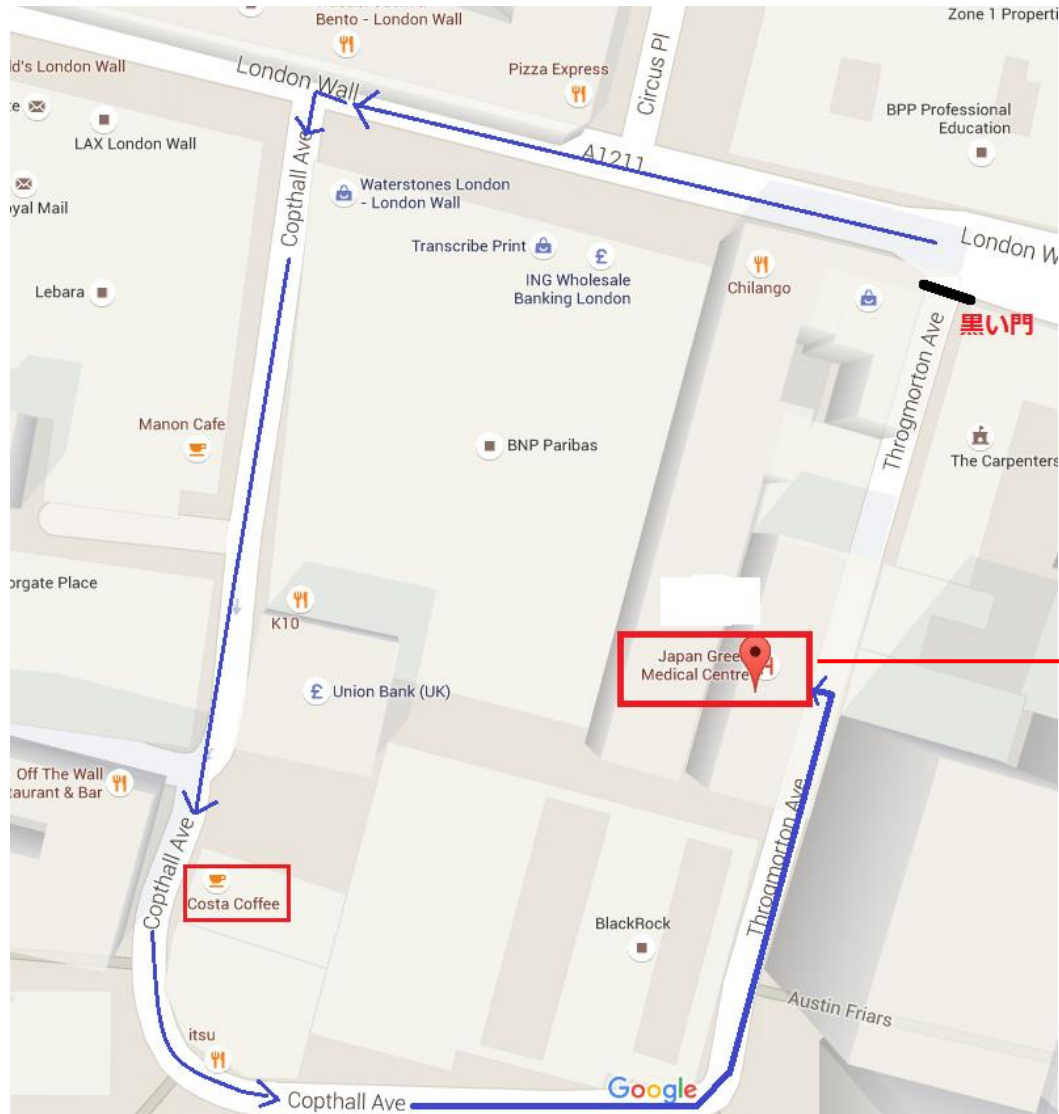 Bento - London Wall
Zone 1 Properti
d's London Wall
London Wall
Pizza Express
Circus Pl
BPP Professional
Education
LAX London Wall
A1211
Copthall Ave
Waterstones London
- London Wall
yal Mail
Transcribe Print
ING Wholesale
Banking London
London W
Chilango
Lebara
黒い門
Throgmorton Ave
Manon Cafe
BNP Paribas
The Carpenters
orgate Place
K10
Japan Gree
Medical Centre
Union Bank (UK)
Off The Wall
taurant & Bar
Throgmorton Ave
Copthall Ave
Costa Coffee
BlackRock
Austin Friars
itsu
Google
Copthall Ave